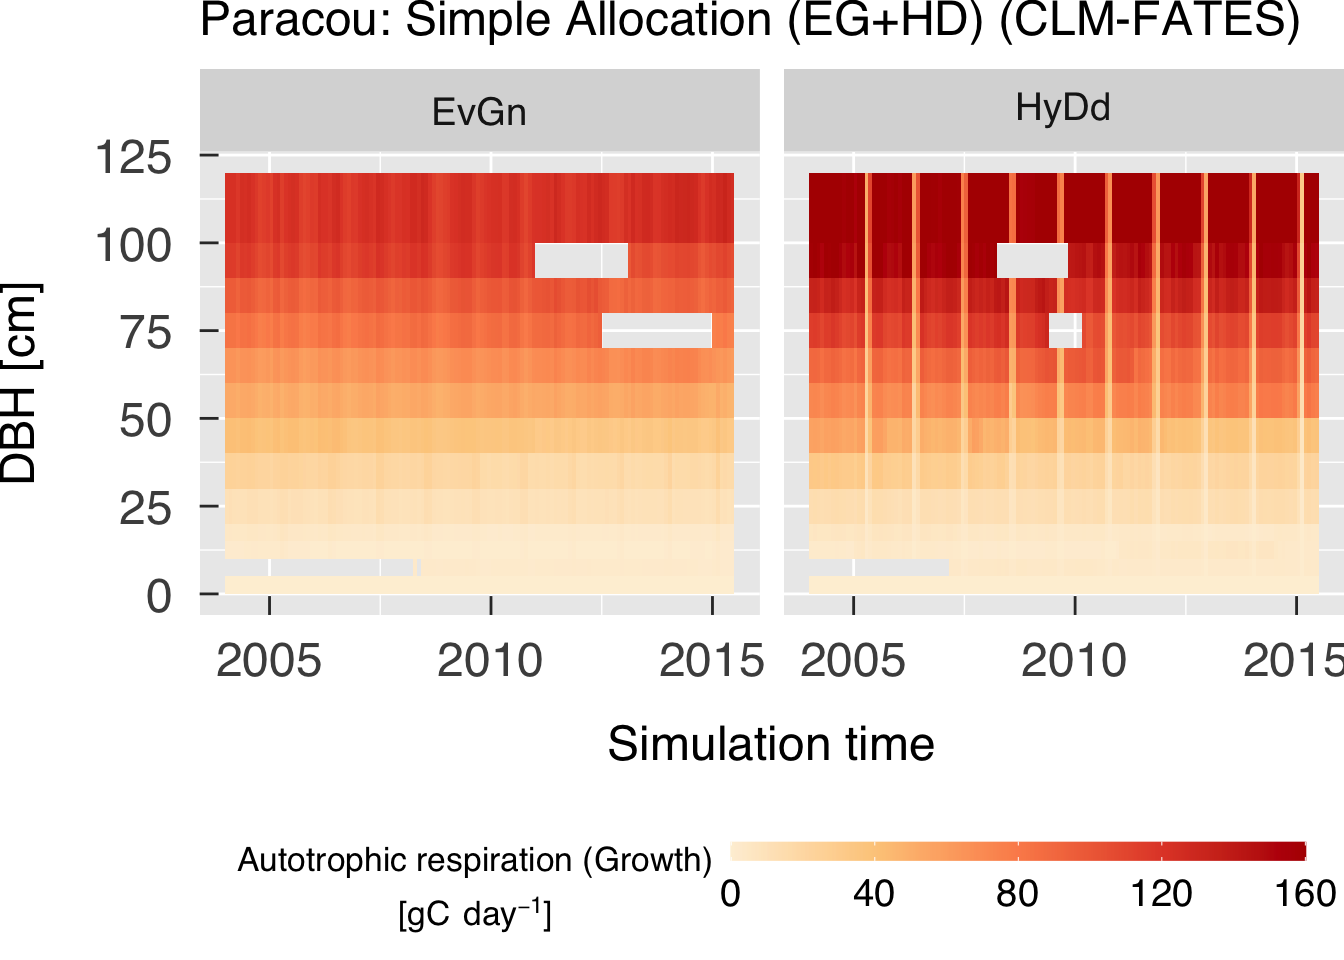 Paracou: Simple Allocation (EG+HD) (CLM-FATES)
EvGn
HyDd
DBH [cm]
125
100
75
50
25
0
2005 2010 2015
2005 2010 2015
Simulation time
Autotrophic respiration (Growth)
[gC day⁻¹]
0 40 80 120 160